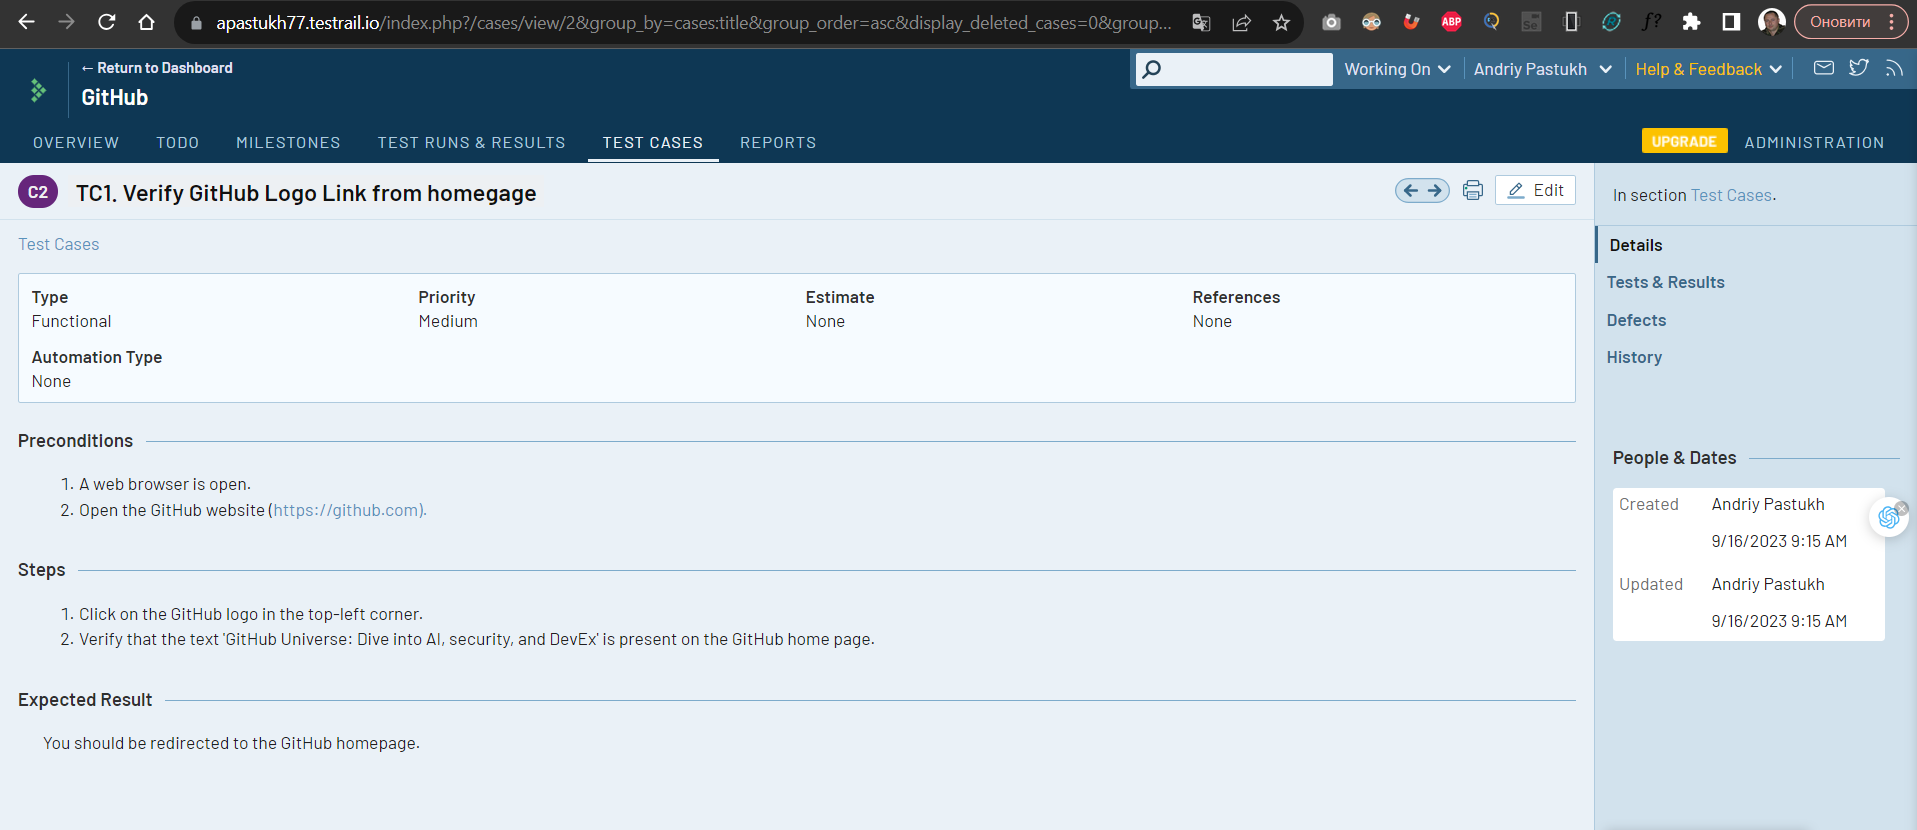 apastukh77.testrail.io/index.php?/cases/view/2&group_by=cases:title&group_order=asc&display_deleted_cases=0&group...
ABP
Se
f?
Оновити
← Return to Dashboard
GitHub
Working On
Andriy Pastukh
Help & Feedback
OVERVIEW
TODO
MILESTONES
TEST RUNS & RESULTS
TEST CASES
REPORTS
UPGRADE
ADMINISTRATION
C2
TC1. Verify GitHub Logo Link from homegage
Edit
In section Test Cases.
Test Cases
Details
Tests & Results
Defects
History
Type
Functional
Priority
Medium
Estimate
None
References
None
Automation Type
None
Preconditions
1. A web browser is open.
2. Open the GitHub website (https://github.com).
Steps
1. Click on the GitHub logo in the top-left corner.
2. Verify that the text 'GitHub Universe: Dive into AI, security, and DevEx' is present on the GitHub home page.
Expected Result
You should be redirected to the GitHub homepage.
People & Dates
Created Andriy Pastukh
9/16/2023 9:15 AM
Updated Andriy Pastukh
9/16/2023 9:15 AM